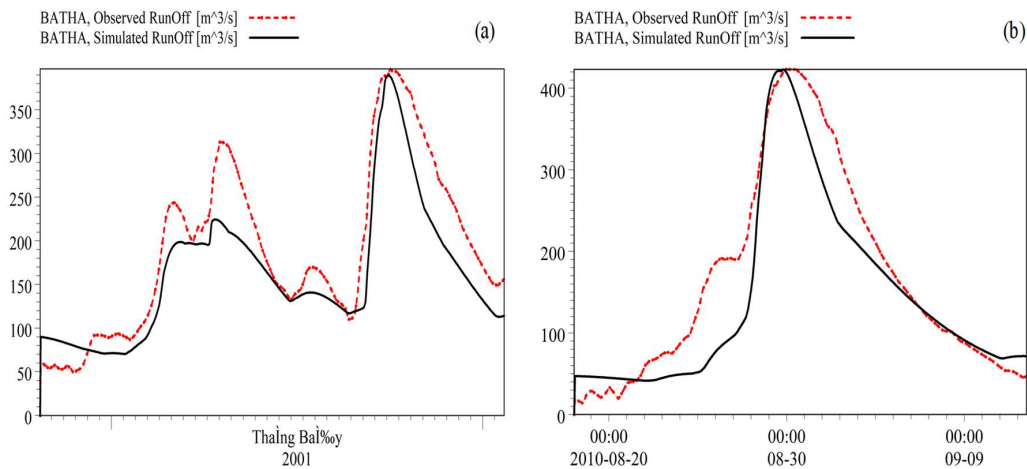 BATHA, Observed RunOff [m^3/s]
BATHA, Simulated RunOff [m^3/s]
(a)
350
300
250
200
150
100
50
0
ThaÌng BaÌ‰y
2001
BATHA, Observed RunOff [m^3/s]
BATHA, Simulated RunOff [m^3/s]
(b)
400
300
200
100
0
00:00
2010-08-20
00:00
08-30
00:00
09-09